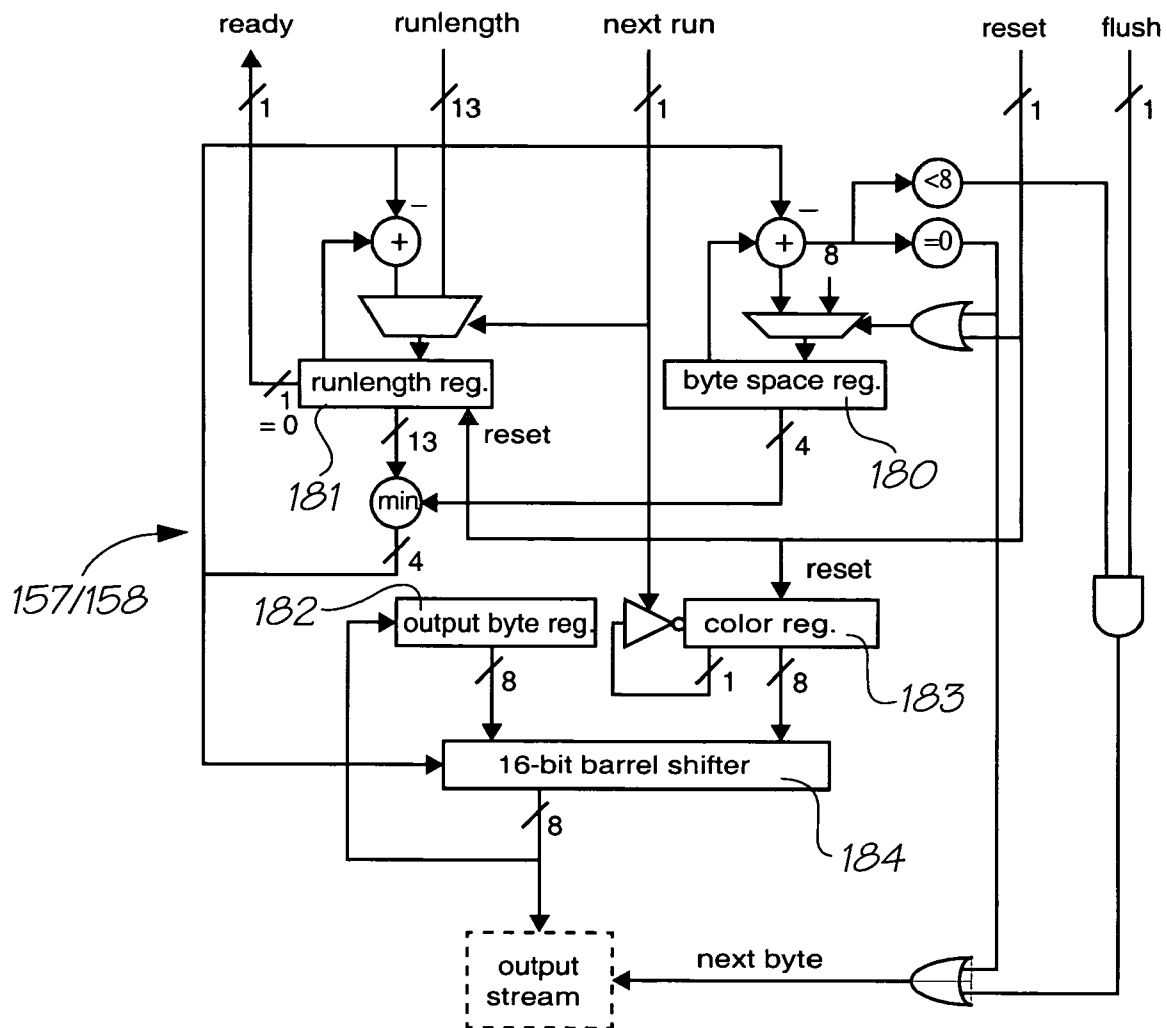 ready
runlength
next run
reset
flush
1
13
1
1
1
−
+
−
+
<8
=0
8
runlength reg.
byte space reg.
1
= 0
13
reset
4
181
180
min
4
157/158
reset
182
output byte reg.
color reg.
8
1
8
183
16-bit barrel shifter
8
184
output
stream
next byte